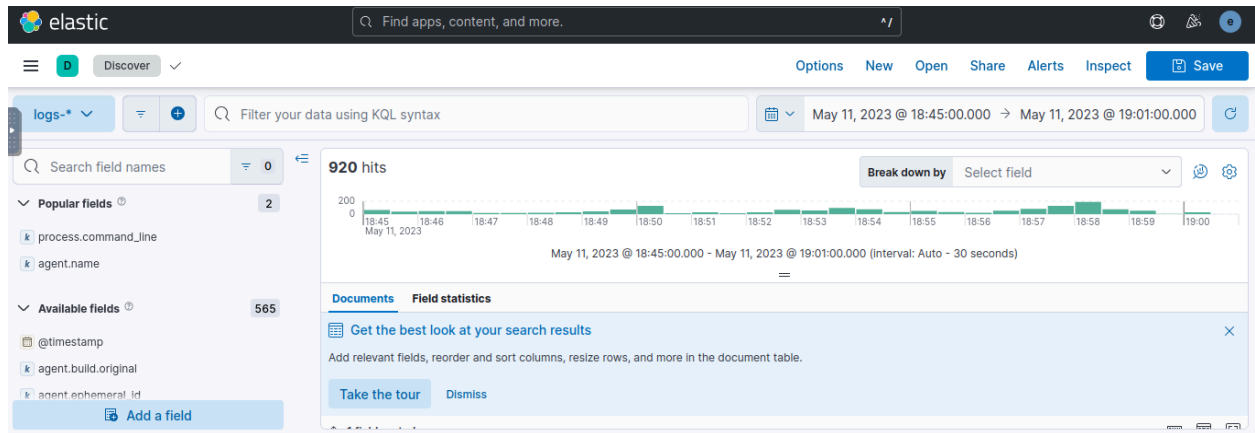 elastic
Find apps, content, and more.
^/
e
D
Discover
Options
New
Open
Share
Alerts
Inspect
Save
logs-*
Filter your data using KQL syntax
May 11, 2023 @ 18:45:00.000 → May 11, 2023 @ 19:01:00.000
Search field names
0
Popular fields
2
k process.command_line
k agent.name
Available fields
565
@timestamp
k agent.build.original
k agent.ephemeral_id
Add a field
920 hits
Break down by
Select field
200
0
18:45 18:46 18:47 18:48 18:49 18:50 18:51 18:52 18:53 18:54 18:55 18:56 18:57 18:58 18:59 19:00
May 11, 2023
May 11, 2023 @ 18:45:00.000 - May 11, 2023 @ 19:01:00.000 (interval: Auto - 30 seconds)
Documents
Field statistics
Get the best look at your search results
Add relevant fields, reorder and sort columns, resize rows, and more in the document table.
Take the tour
Dismiss